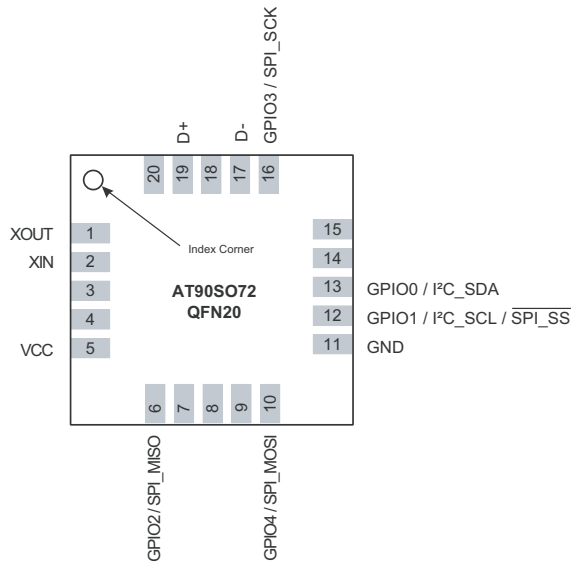 GPIO3 / SPI_SCK
D+
D-
20
19
18
17
16
XOUT 1
XIN 2
3
4
VCC 5
Index Corner
AT90SO72
QFN20
15
14
13 GPIO0 / I²C_SDA
12 GPIO1 / I²C_SCL / SPI_SS
11 GND
6
7
8
9
10
GPIO2 / SPI_MISO
GPIO4 / SPI_MOSI